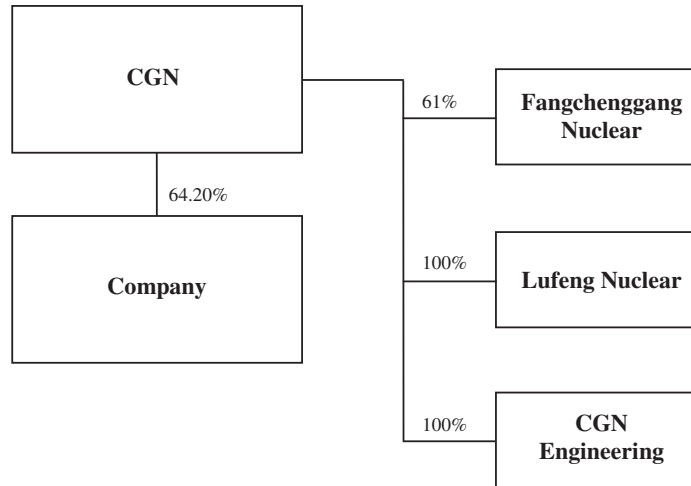 CGN
61%
Fangchenggang
Nuclear
64.20%
Company
100%
Lufeng Nuclear
100%
CGN
Engineering